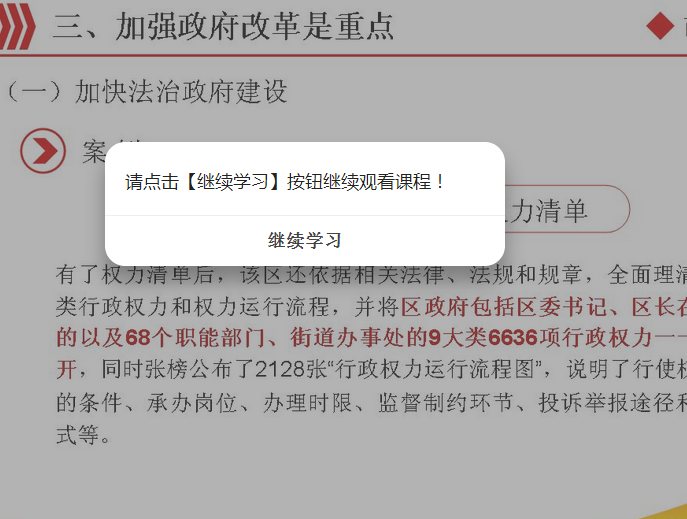 三、加强政府改革是重点
（一）加快法治政府建设
案
请点击【继续学习】按钮继续观看课程！
力清单
继续学习
有了权力清单后，该区还依据相关法律、法规和规章，全面理清
类行政权力和权力运行流程，并将区政府包括区委书记、区长在
的以及68个职能部门、街道办事处的9大类6636项行政权力一一
开，同时张榜公布了2128张“行政权力运行流程图”，说明了行使权
的条件、承办岗位、办理时限、监督制约环节、投诉举报途径和
式等。